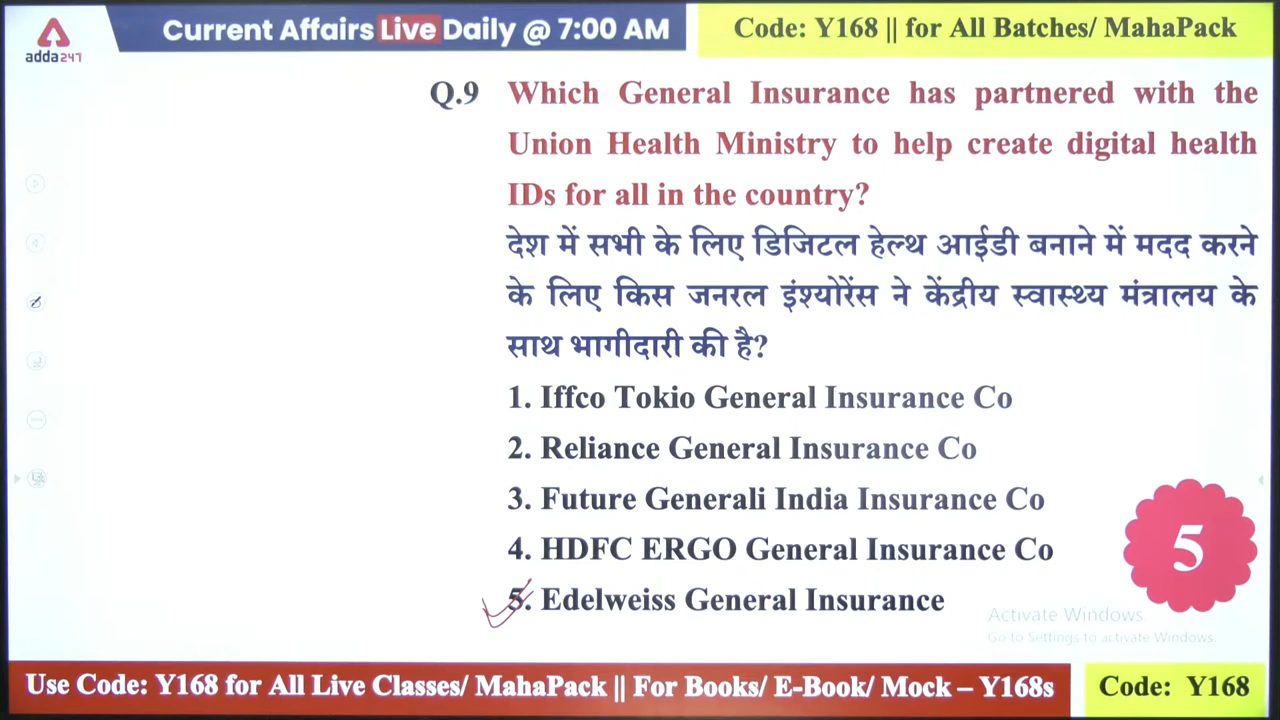 adda247
Current Affairs Live Daily @ 7:00 AM
Code: Y168 || for All Batches/ MahaPack
Q.9 Which General Insurance has partnered with the
Union Health Ministry to help create digital health
IDs for all in the country?
देश में सभी के लिए डिजिटल हेल्थ आईडी बनाने में मदद करने
के लिए किस जनरल इंश्योरेंस ने केंद्रीय स्वास्थ्य मंत्रालय के
साथ भागीदारी की है?
1. Iffco Tokio General Insurance Co
2. Reliance General Insurance Co
3. Future Generali India Insurance Co
4. HDFC ERGO General Insurance Co
5. Edelweiss General Insurance
5
Activate Windows
Go to Settings to activate Windows.
Use Code: Y168 for All Live Classes/ MahaPack || For Books/ E-Book/ Mock – Y168s
Code: Y168